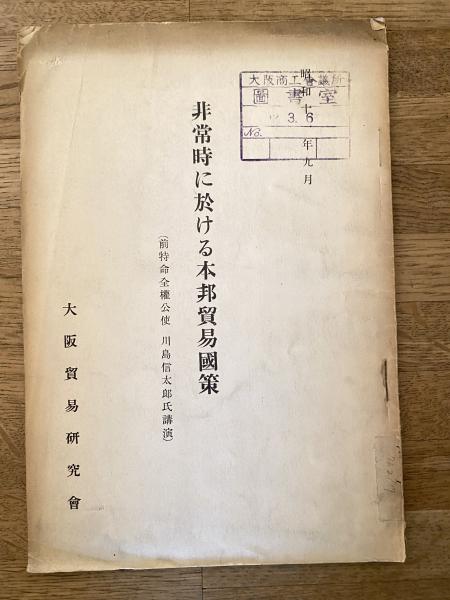 昭和十 年九月
大阪商工會議所
圖書室
3. 6
No.
非常時に於ける本邦貿易國策
(前特命全權公使 川島信太郎氏講演)
大阪貿易研究會